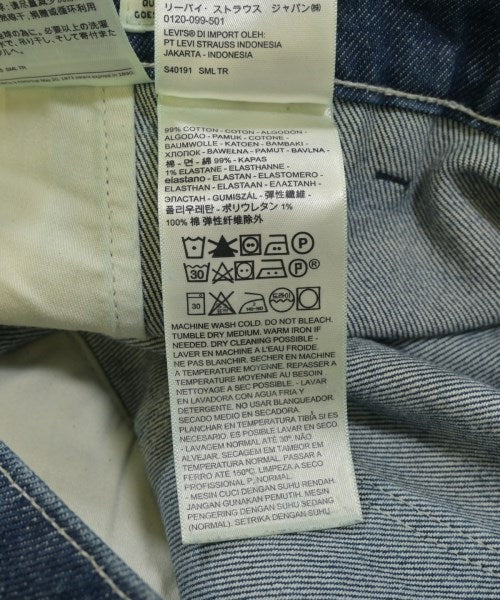 リーバイ・ストラウス ジャパン㈱
0120-099-501
LEVI'S® DI IMPORT OLEH:
PT LEVI STRAUSS INDONESIA
JAKARTA - INDONESIA
S40191 SML TR
99% COTTON - COTON - ALGODÓN -
ALGODÃO - PAMUK - COTONE -
BAUMWOLLE - KATOEN - BAMBAKI -
ХЛОПОК - BAWEŁNA - PAMUT - BAVLNA -
棉 - 면 - 綿 99% - KAPAS
1% ELASTANE - ELASTHANNE -
elastano - ELASTAN - ELASTOMERO
ELASTHAN - ELASTAAN - ΕΛΑΣΤΑΝΗ -
ЭЛАСТАН - GUMISZÁL - 彈性纖維 -
폴리우레탄 - ポリウレタン 1%
100% 棉 弹性纤维除外
P
30 P®
30 140-160
MACHINE WASH COLD. DO NOT BLEACH.
TUMBLE DRY MEDIUM. WARM IRON IF
NEEDED. DRY CLEANING POSSIBLE -
LAVER EN MACHINE A L'EAU FROIDE.
NE PAS BLANCHIR. SECHER A
TEMPERATURE MOYENNE. REPASSER A
TEMPERATURE MOYENNE AU BESOIN
NETTOYAGE A SEC POSSIBLE. - LAVAR
EN LAVADORA CON AGUA FRIA Y
DETERGENTE. NO USAR BLANQUEADOR.
SECADO MEDIO EN SECADORA.
PLANCHAR EN TEMPERATURA TIBIA SI ES
NECESARIO. ES POSIBLE LAVAR EN SECO
- LAVAGEM NORMAL ATÉ 30º. NÃO
ALVEJAR. SECAGEM EM TAMBOR EM
TEMPERATURA NORMAL. PASSAR A
FERRO ATÉ 150ºC. LIMPEZA A SECO
PROFISSIONAL P, NORMAL
- MESIN CUCI DENGAN SUHU RENDAH.
JANGAN GUNAKAN PEMUTIH. MESIN
PENGERING DENGAN SUHU SEDANG
(NORMAL). SETRIKA DENGAN SUHU